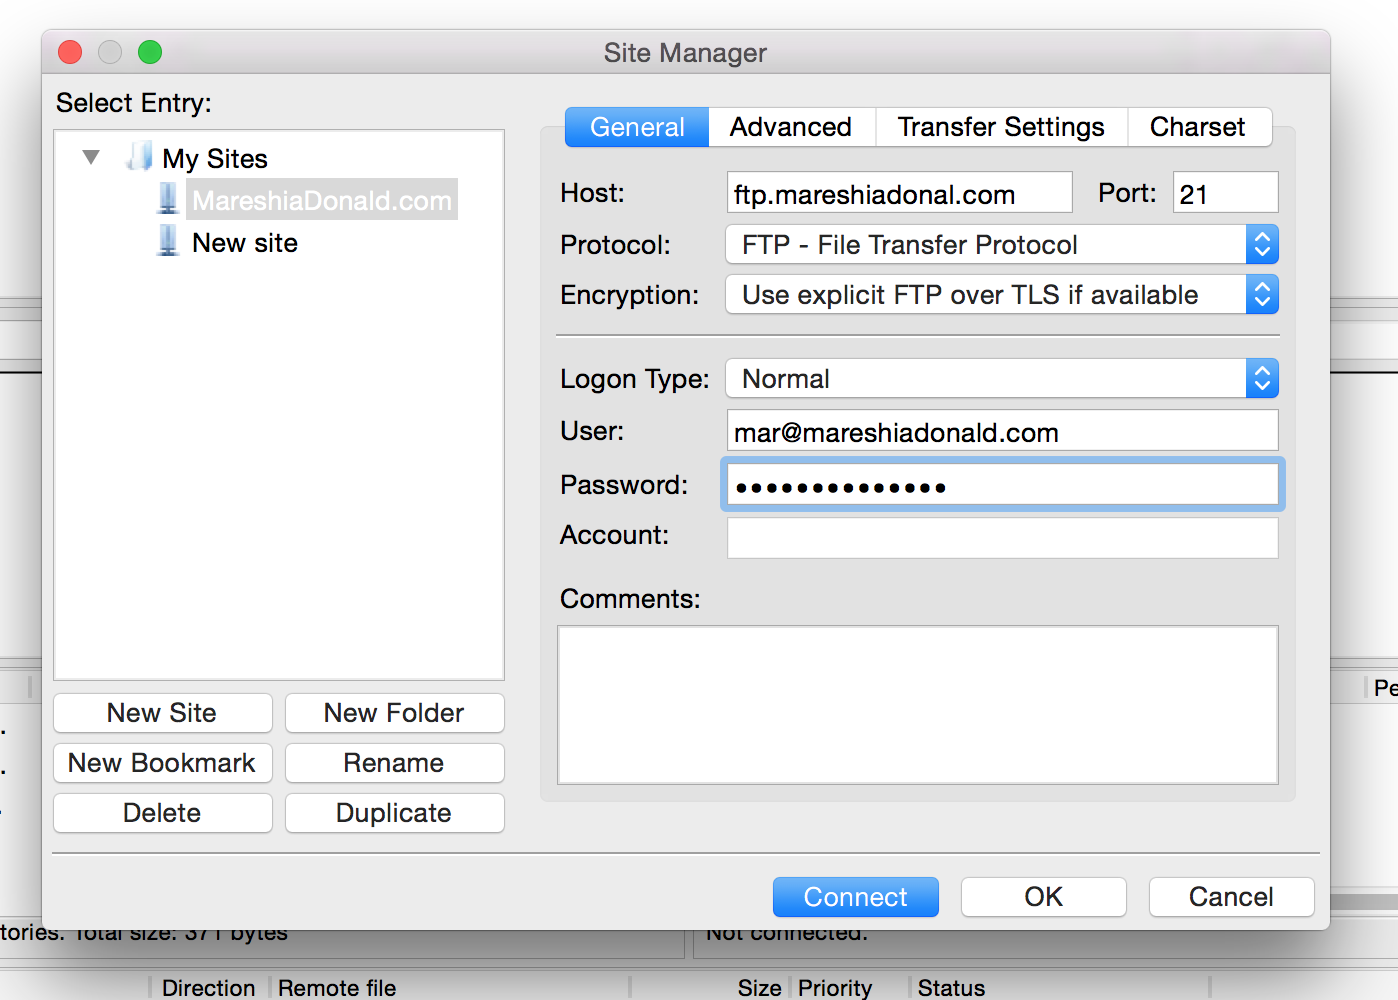 Site Manager
Select Entry:
My Sites
MareshiaDonald.com
New site
New Site
New Folder
New Bookmark
Rename
Delete
Duplicate
General
Advanced
Transfer Settings
Charset
Host:
ftp.mareshiadonal.com
Port:
21
Protocol:
FTP - File Transfer Protocol
Encryption:
Use explicit FTP over TLS if available
Logon Type:
Normal
User:
mar@mareshiadonald.com
Password:
••••••••••••••
Account:
Comments:
Connect
OK
Cancel
Pe
tories. Total size: 371 bytes
Not connected.
Direction
Remote file
Size
Priority
Status